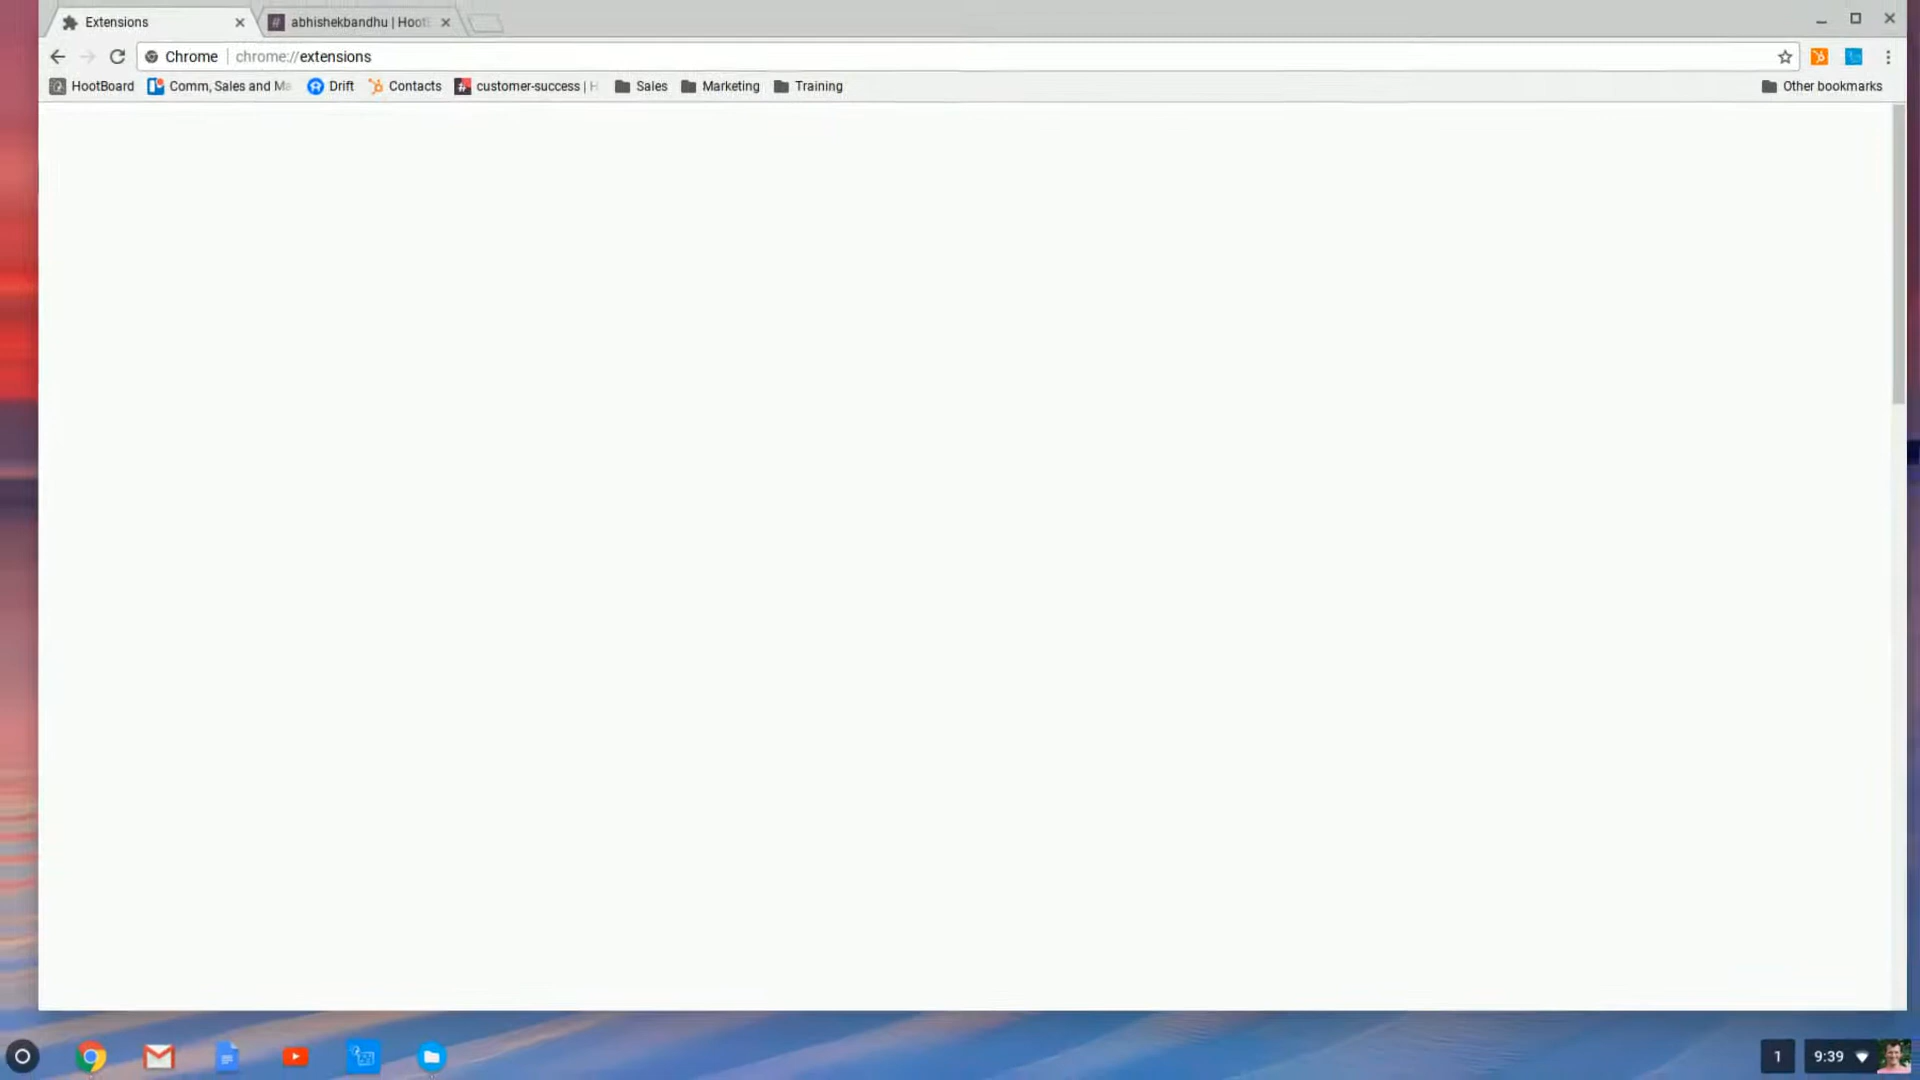 Extensions
abhishekbandhu | Hoot
Chrome
chrome://extensions
HootBoard
Comm, Sales and Ma
Drift
Contacts
customer-success | H
Sales
Marketing
Training
Other bookmarks
1
9:39